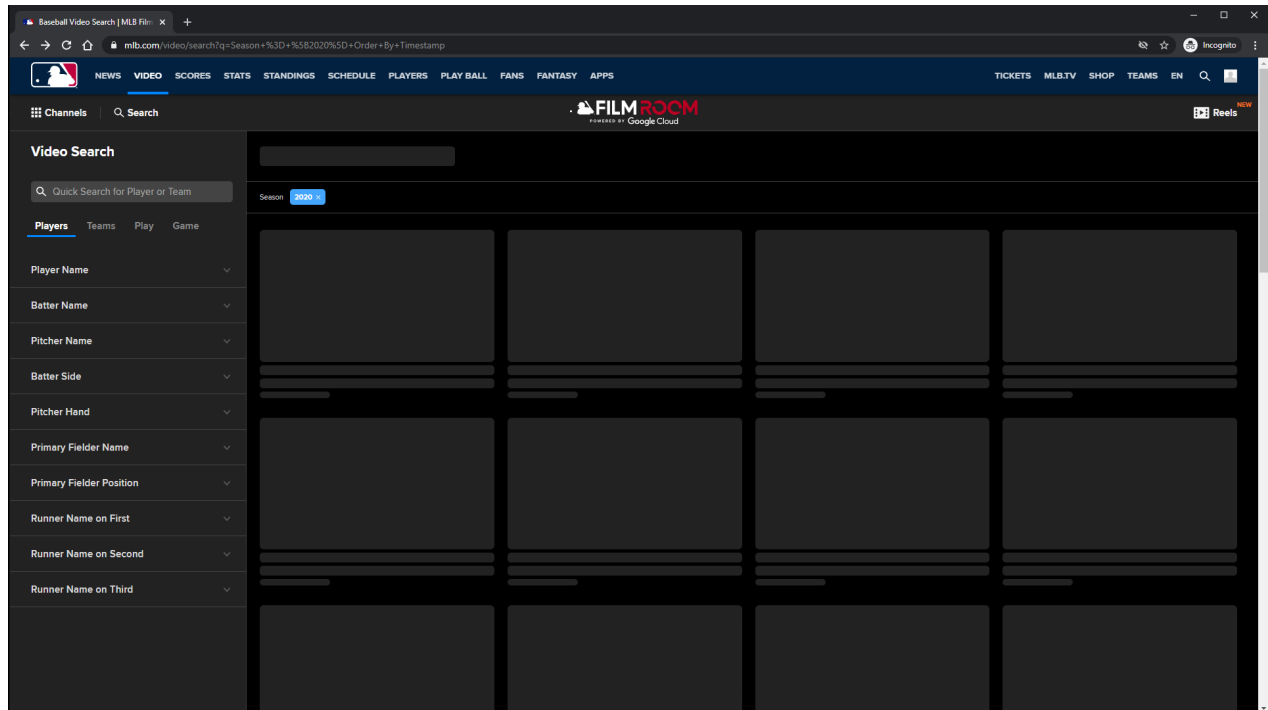 Baseball Video Search | MLB Film
mlb.com/video/search?q=Season+%3D+%5B2020%5D+Order+By+Timestamp
Incognito
NEWS VIDEO SCORES STATS STANDINGS SCHEDULE PLAYERS PLAY BALL FANS FANTASY APPS
TICKETS MLB.TV SHOP TEAMS EN
Channels Search
FILM ROOM
POWERED BY Google Cloud
Reels NEW
Video Search
Quick Search for Player or Team
Season 2020 ×
Players Teams Play Game
Player Name
Batter Name
Pitcher Name
Batter Side
Pitcher Hand
Primary Fielder Name
Primary Fielder Position
Runner Name on First
Runner Name on Second
Runner Name on Third